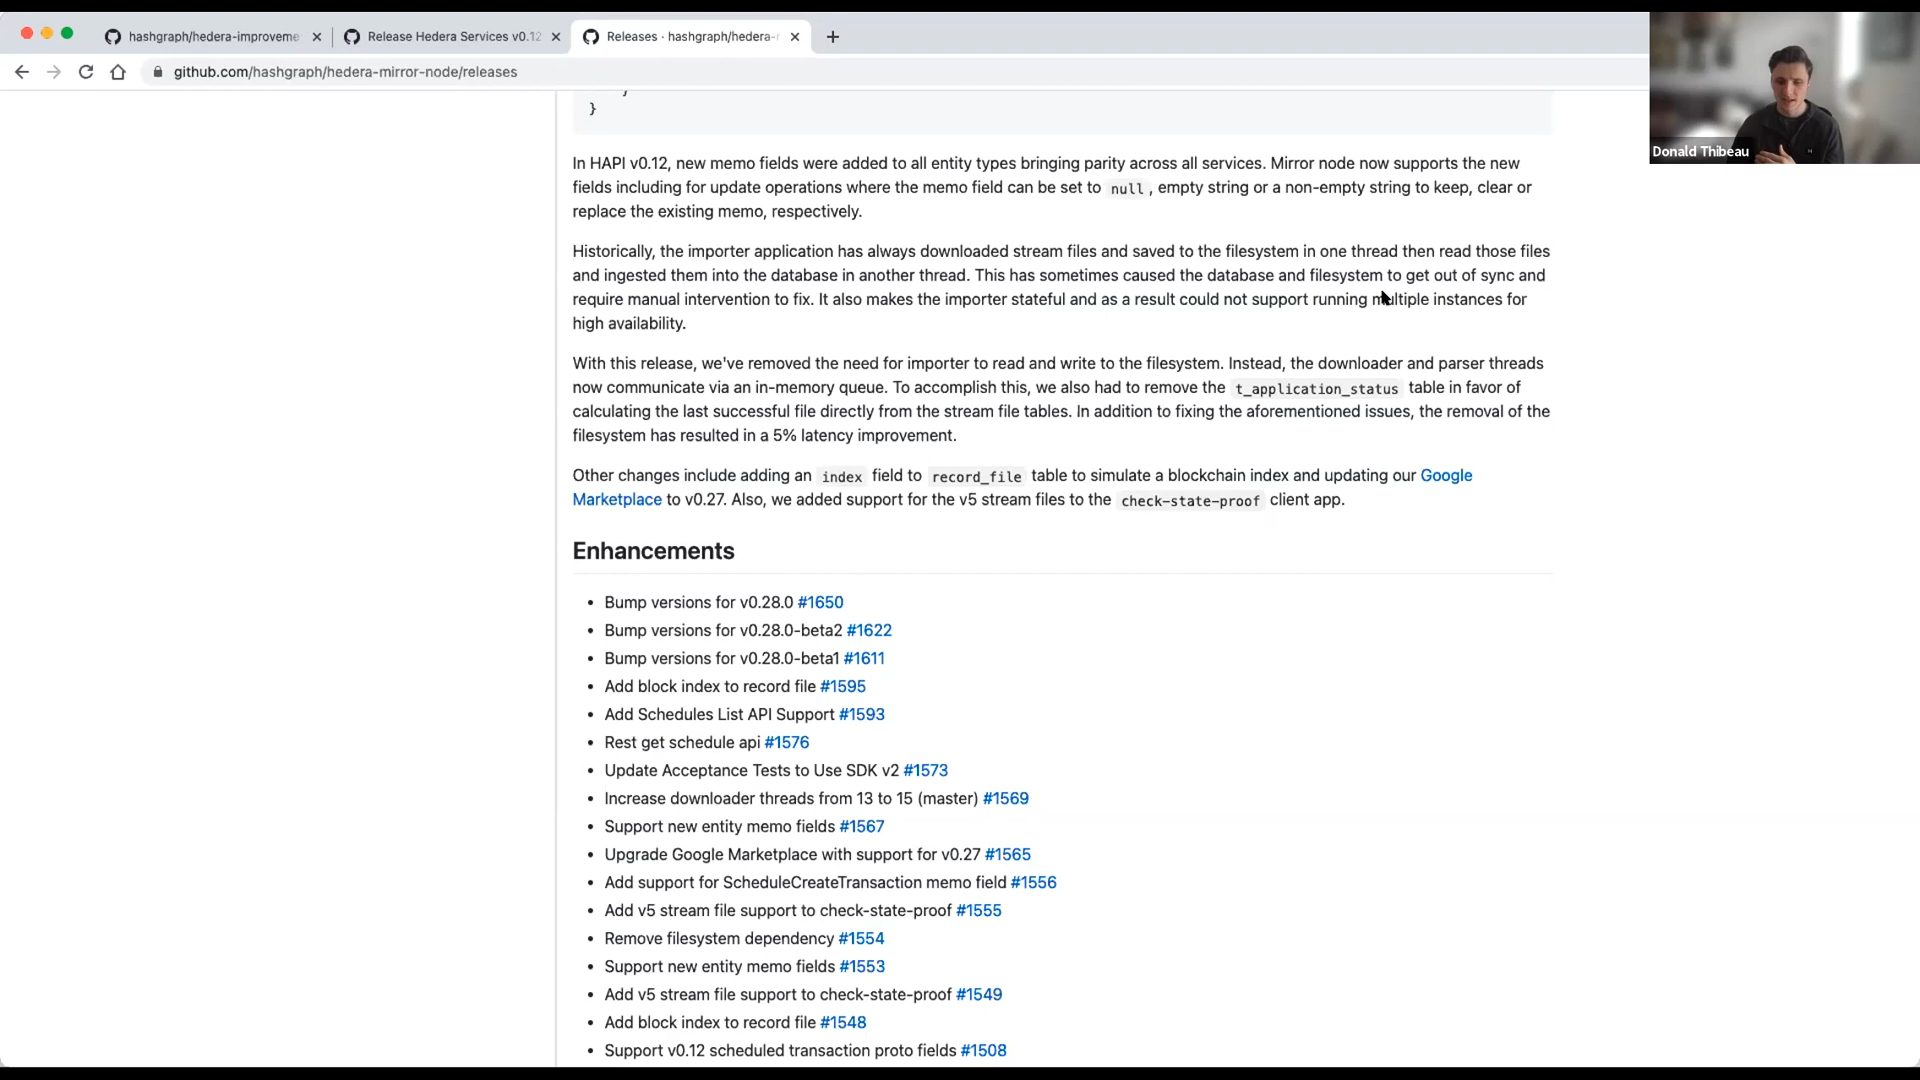 hashgraph/hedera-improveme
Release Hedera Services v0.12
Releases · hashgraph/hedera-
github.com/hashgraph/hedera-mirror-node/releases
Donald Thibeau
}
In HAPI v0.12, new memo fields were added to all entity types bringing parity across all services. Mirror node now supports the new
fields including for update operations where the memo field can be set to null, empty string or a non-empty string to keep, clear or
replace the existing memo, respectively.
Historically, the importer application has always downloaded stream files and saved to the filesystem in one thread then read those files
and ingested them into the database in another thread. This has sometimes caused the database and filesystem to get out of sync and
require manual intervention to fix. It also makes the importer stateful and as a result could not support running multiple instances for
high availability.
With this release, we've removed the need for importer to read and write to the filesystem. Instead, the downloader and parser threads
now communicate via an in-memory queue. To accomplish this, we also had to remove the t_application_status table in favor of
calculating the last successful file directly from the stream file tables. In addition to fixing the aforementioned issues, the removal of the
filesystem has resulted in a 5% latency improvement.
Other changes include adding an index field to record_file table to simulate a blockchain index and updating our Google
Marketplace to v0.27. Also, we added support for the v5 stream files to the check-state-proof client app.
Enhancements
• Bump versions for v0.28.0 #1650
• Bump versions for v0.28.0-beta2 #1622
• Bump versions for v0.28.0-beta1 #1611
• Add block index to record file #1595
• Add Schedules List API Support #1593
• Rest get schedule api #1576
• Update Acceptance Tests to Use SDK v2 #1573
• Increase downloader threads from 13 to 15 (master) #1569
• Support new entity memo fields #1567
• Upgrade Google Marketplace with support for v0.27 #1565
• Add support for ScheduleCreateTransaction memo field #1556
• Add v5 stream file support to check-state-proof #1555
• Remove filesystem dependency #1554
• Support new entity memo fields #1553
• Add v5 stream file support to check-state-proof #1549
• Add block index to record file #1548
• Support v0.12 scheduled transaction proto fields #1508